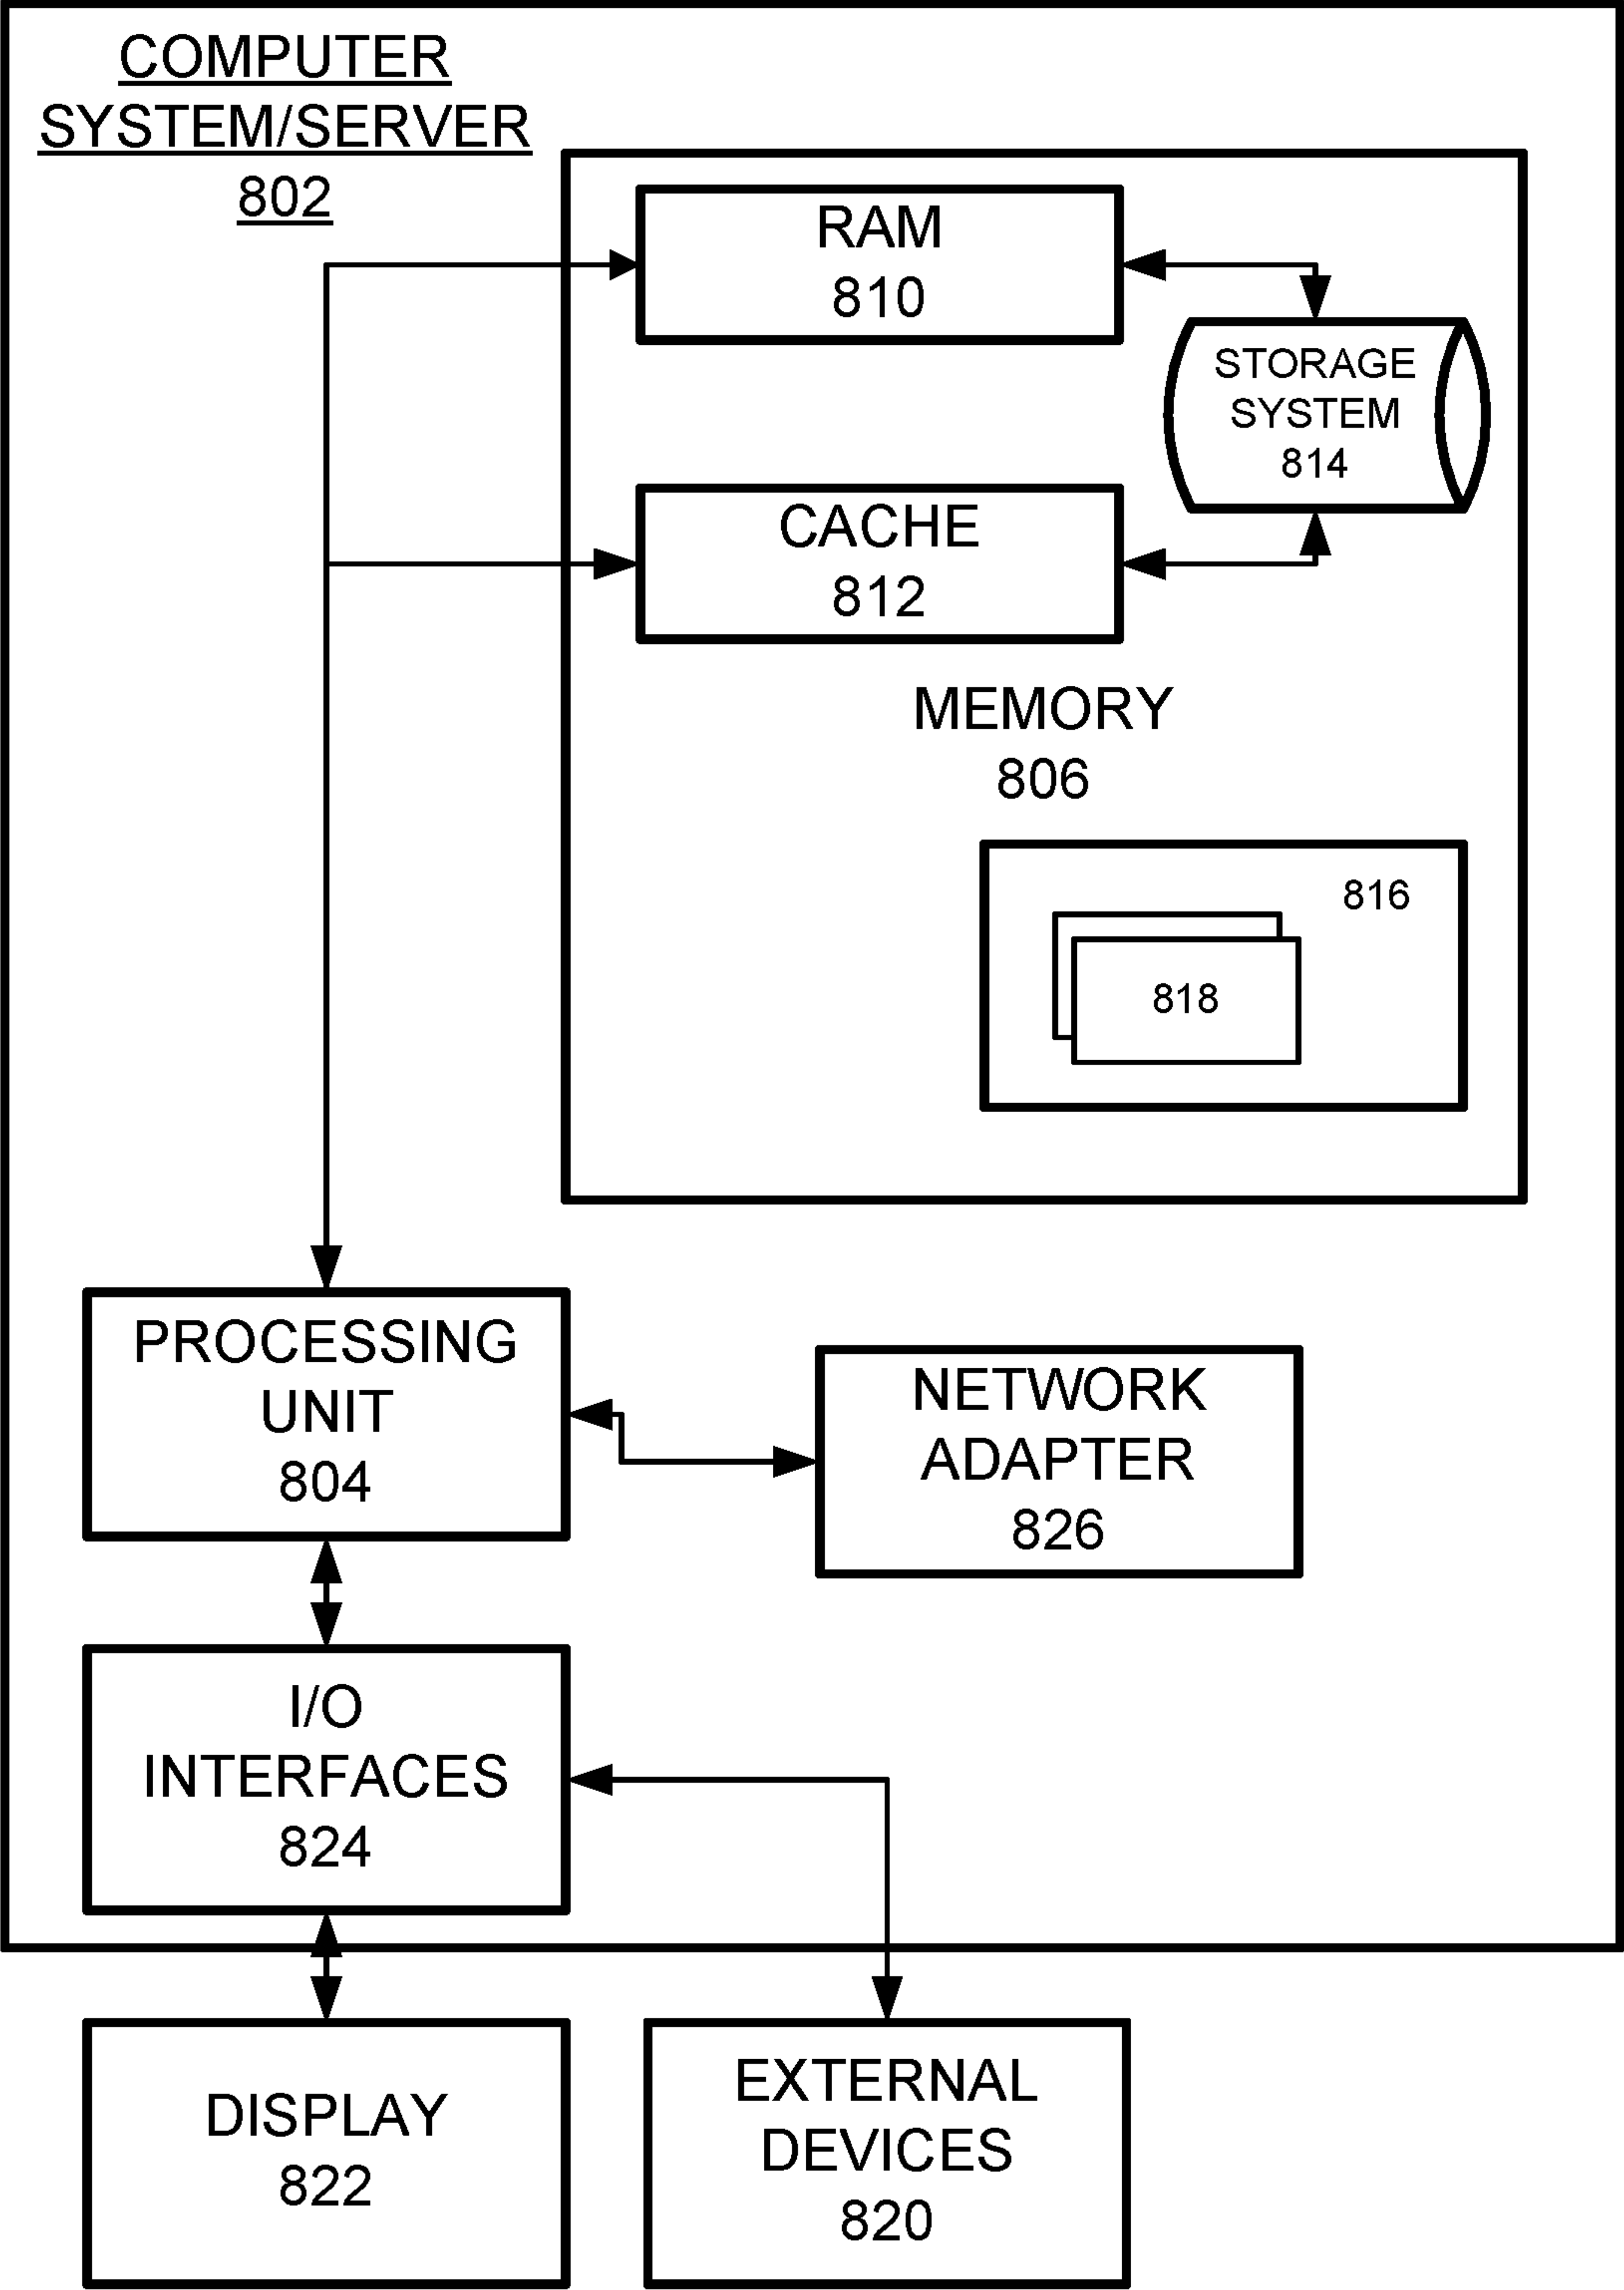 COMPUTER
SYSTEM/SERVER
802
RAM
810
STORAGE
SYSTEM
814
CACHE
812
MEMORY
806
816
818
PROCESSING
UNIT
804
NETWORK
ADAPTER
826
I/O
INTERFACES
824
DISPLAY
822
EXTERNAL
DEVICES
820